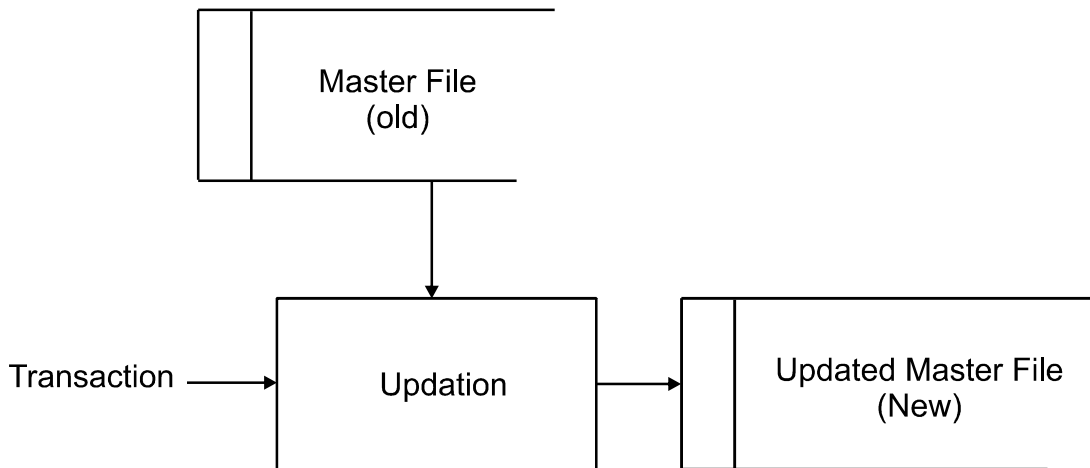 Master File
(old)
Transaction
Updation
Updated Master File
(New)